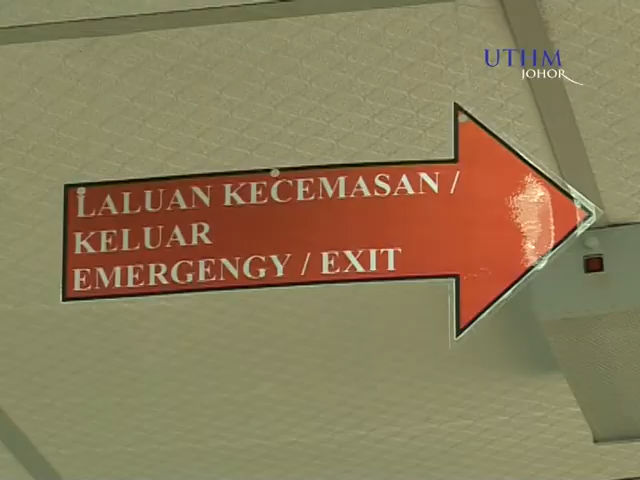 UTHM
JOHOR
LALUAN KECEMASAN /
KELUAR
EMERGENGY / EXIT